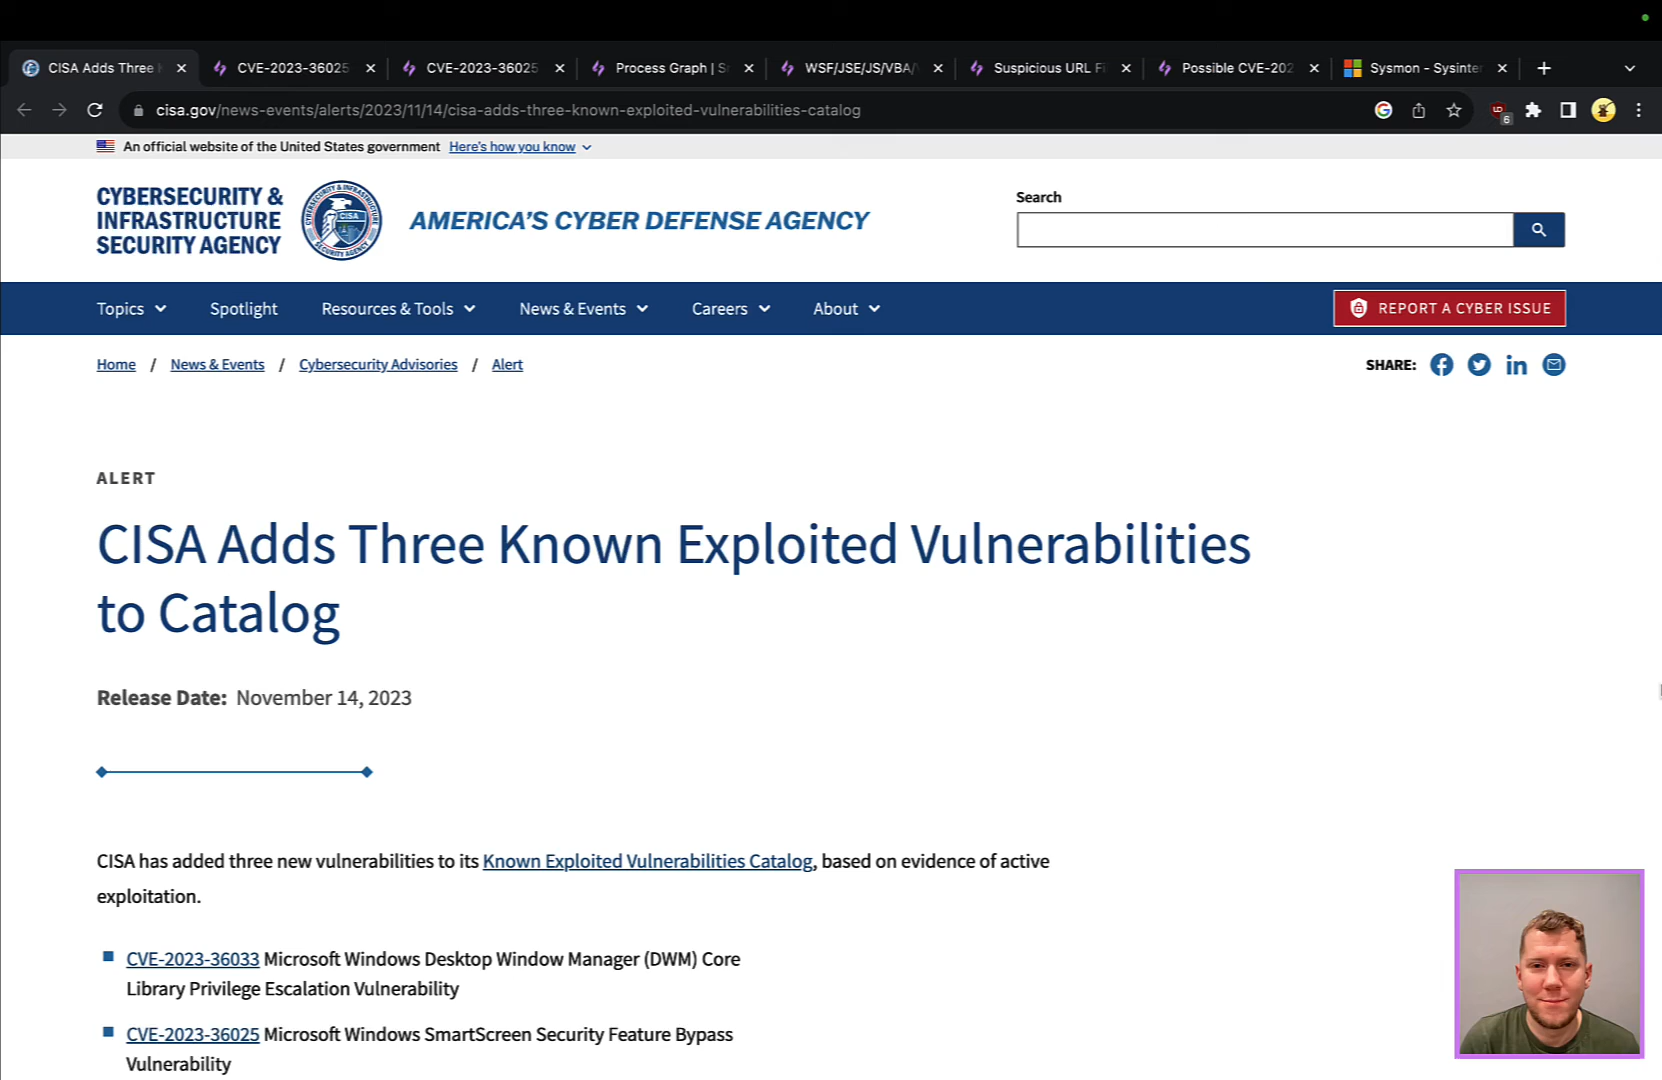 CISA Adds Three
CVE-2023-36025
CVE-2023-36025
Process Graph | S
WSF/JSE/JS/VBA/
Suspicious URL Fi
Possible CVE-202
Sysmon - Sysinter
cisa.gov/news-events/alerts/2023/11/14/cisa-adds-three-known-exploited-vulnerabilities-catalog
6
An official website of the United States government Here's how you know
CYBERSECURITY &
INFRASTRUCTURE
SECURITY AGENCY
CISA
AMERICA'S CYBER DEFENSE AGENCY
Search
Topics Spotlight Resources & Tools News & Events Careers About
REPORT A CYBER ISSUE
Home / News & Events / Cybersecurity Advisories / Alert
SHARE:
ALERT
CISA Adds Three Known Exploited Vulnerabilities
to Catalog
Release Date: November 14, 2023
CISA has added three new vulnerabilities to its Known Exploited Vulnerabilities Catalog, based on evidence of active
exploitation.
CVE-2023-36033 Microsoft Windows Desktop Window Manager (DWM) Core
Library Privilege Escalation Vulnerability
CVE-2023-36025 Microsoft Windows SmartScreen Security Feature Bypass
Vulnerability